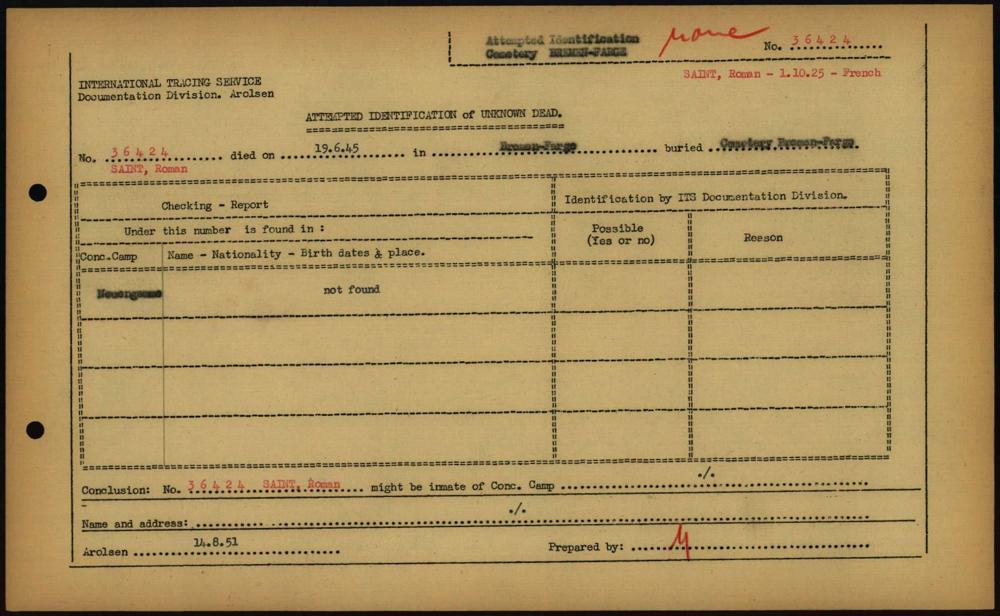 Attempted Identification
Cemetery BREMEN-FARGE
None
No. 36424
SAINT, Roman - 1.10.25 - French
INTERNATIONAL TRACING SERVICE
Documentation Division. Arolsen
ATTEMPTED IDENTIFICATION of UNKNOWN DEAD.
No. 36424 died on 19.6.45 in Bremen-Farge buried Cemetery Bremen-Farge
SAINT, Roman
Checking - Report
Identification by ITS Documentation Division.
Under this number is found in :
Possible
(Yes or no)
Reason
Conc.Camp
Name - Nationality - Birth dates & place.
Neuengamme
not found
Conclusion: No. 36424 SAINT, Roman might be inmate of Conc. Camp ./.
Name and address: ./.
Arolsen 14.8.51
Prepared by: